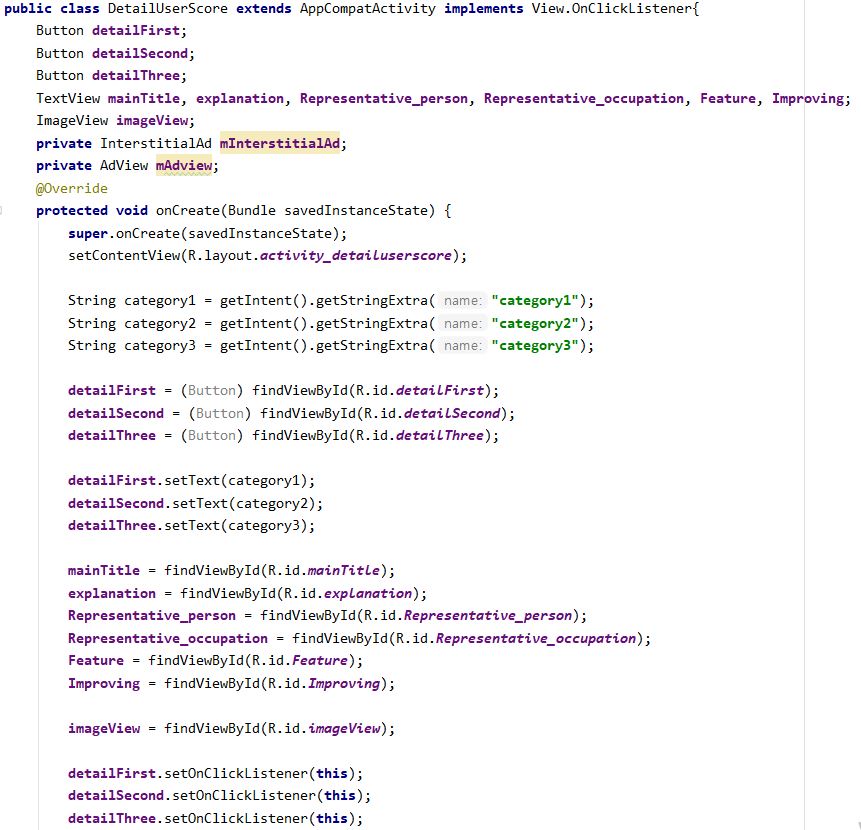 public class DetailUserScore extends AppCompatActivity implements View.OnClickListener{
Button detailFirst;
Button detailSecond;
Button detailThree;
TextView mainTitle, explanation, Representative_person, Representative_occupation, Feature, Improving;
ImageView imageView;
private InterstitialAd mInterstitialAd;
private AdView mAdview;
@Override
protected void onCreate(Bundle savedInstanceState) {
super.onCreate(savedInstanceState);
setContentView(R.layout.activity_detailuserscore);
String category1 = getIntent().getStringExtra( name: "category1");
String category2 = getIntent().getStringExtra( name: "category2");
String category3 = getIntent().getStringExtra( name: "category3");
detailFirst = (Button) findViewById(R.id.detailFirst);
detailSecond = (Button) findViewById(R.id.detailSecond);
detailThree = (Button) findViewById(R.id.detailThree);
detailFirst.setText(category1);
detailSecond.setText(category2);
detailThree.setText(category3);
mainTitle = findViewById(R.id.mainTitle);
explanation = findViewById(R.id.explanation);
Representative_person = findViewById(R.id.Representative_person);
Representative_occupation = findViewById(R.id.Representative_occupation);
Feature = findViewById(R.id.Feature);
Improving = findViewById(R.id.Improving);
imageView = findViewById(R.id.imageView);
detailFirst.setOnClickListener(this);
detailSecond.setOnClickListener(this);
detailThree.setOnClickListener(this);